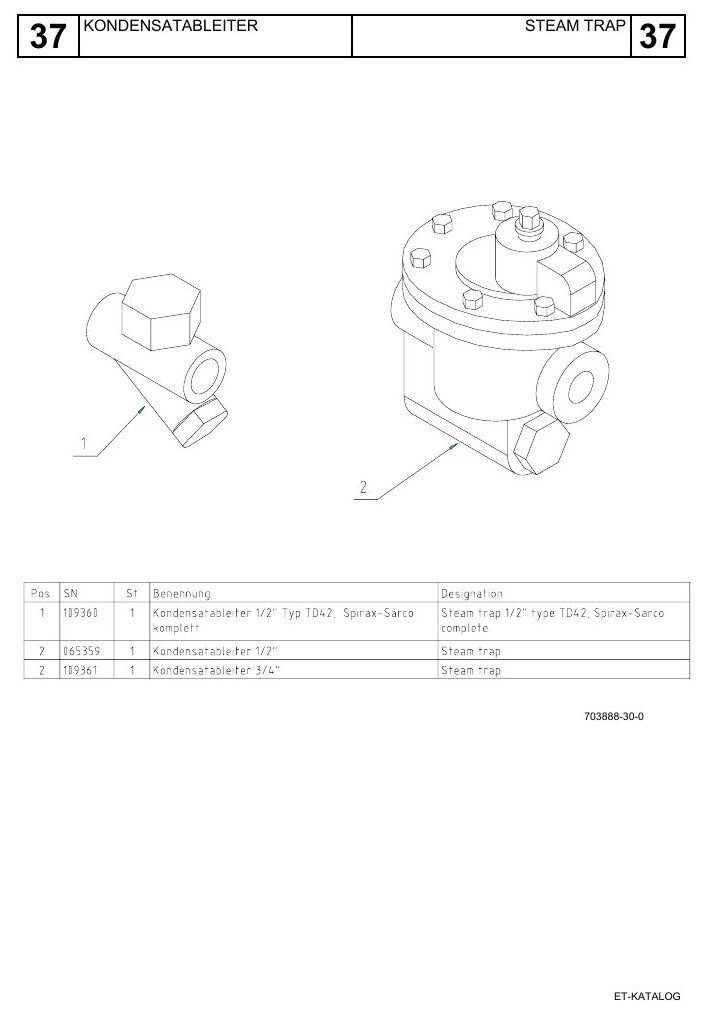 37 KONDENSATABLEITER STEAM TRAP 37
1
2
Pos SN St Benennung Designation
1 109360 1 Kondensatableiter 1/2" Typ TD42, Spirax-Sarco Steam trap 1/2" type TD42, Spirax-Sarco
komplett complete
2 065359 1 Kondensatableiter 1/2" Steam trap
2 109361 1 Kondensatableiter 3/4" Steam trap
703888-30-0
ET-KATALOG